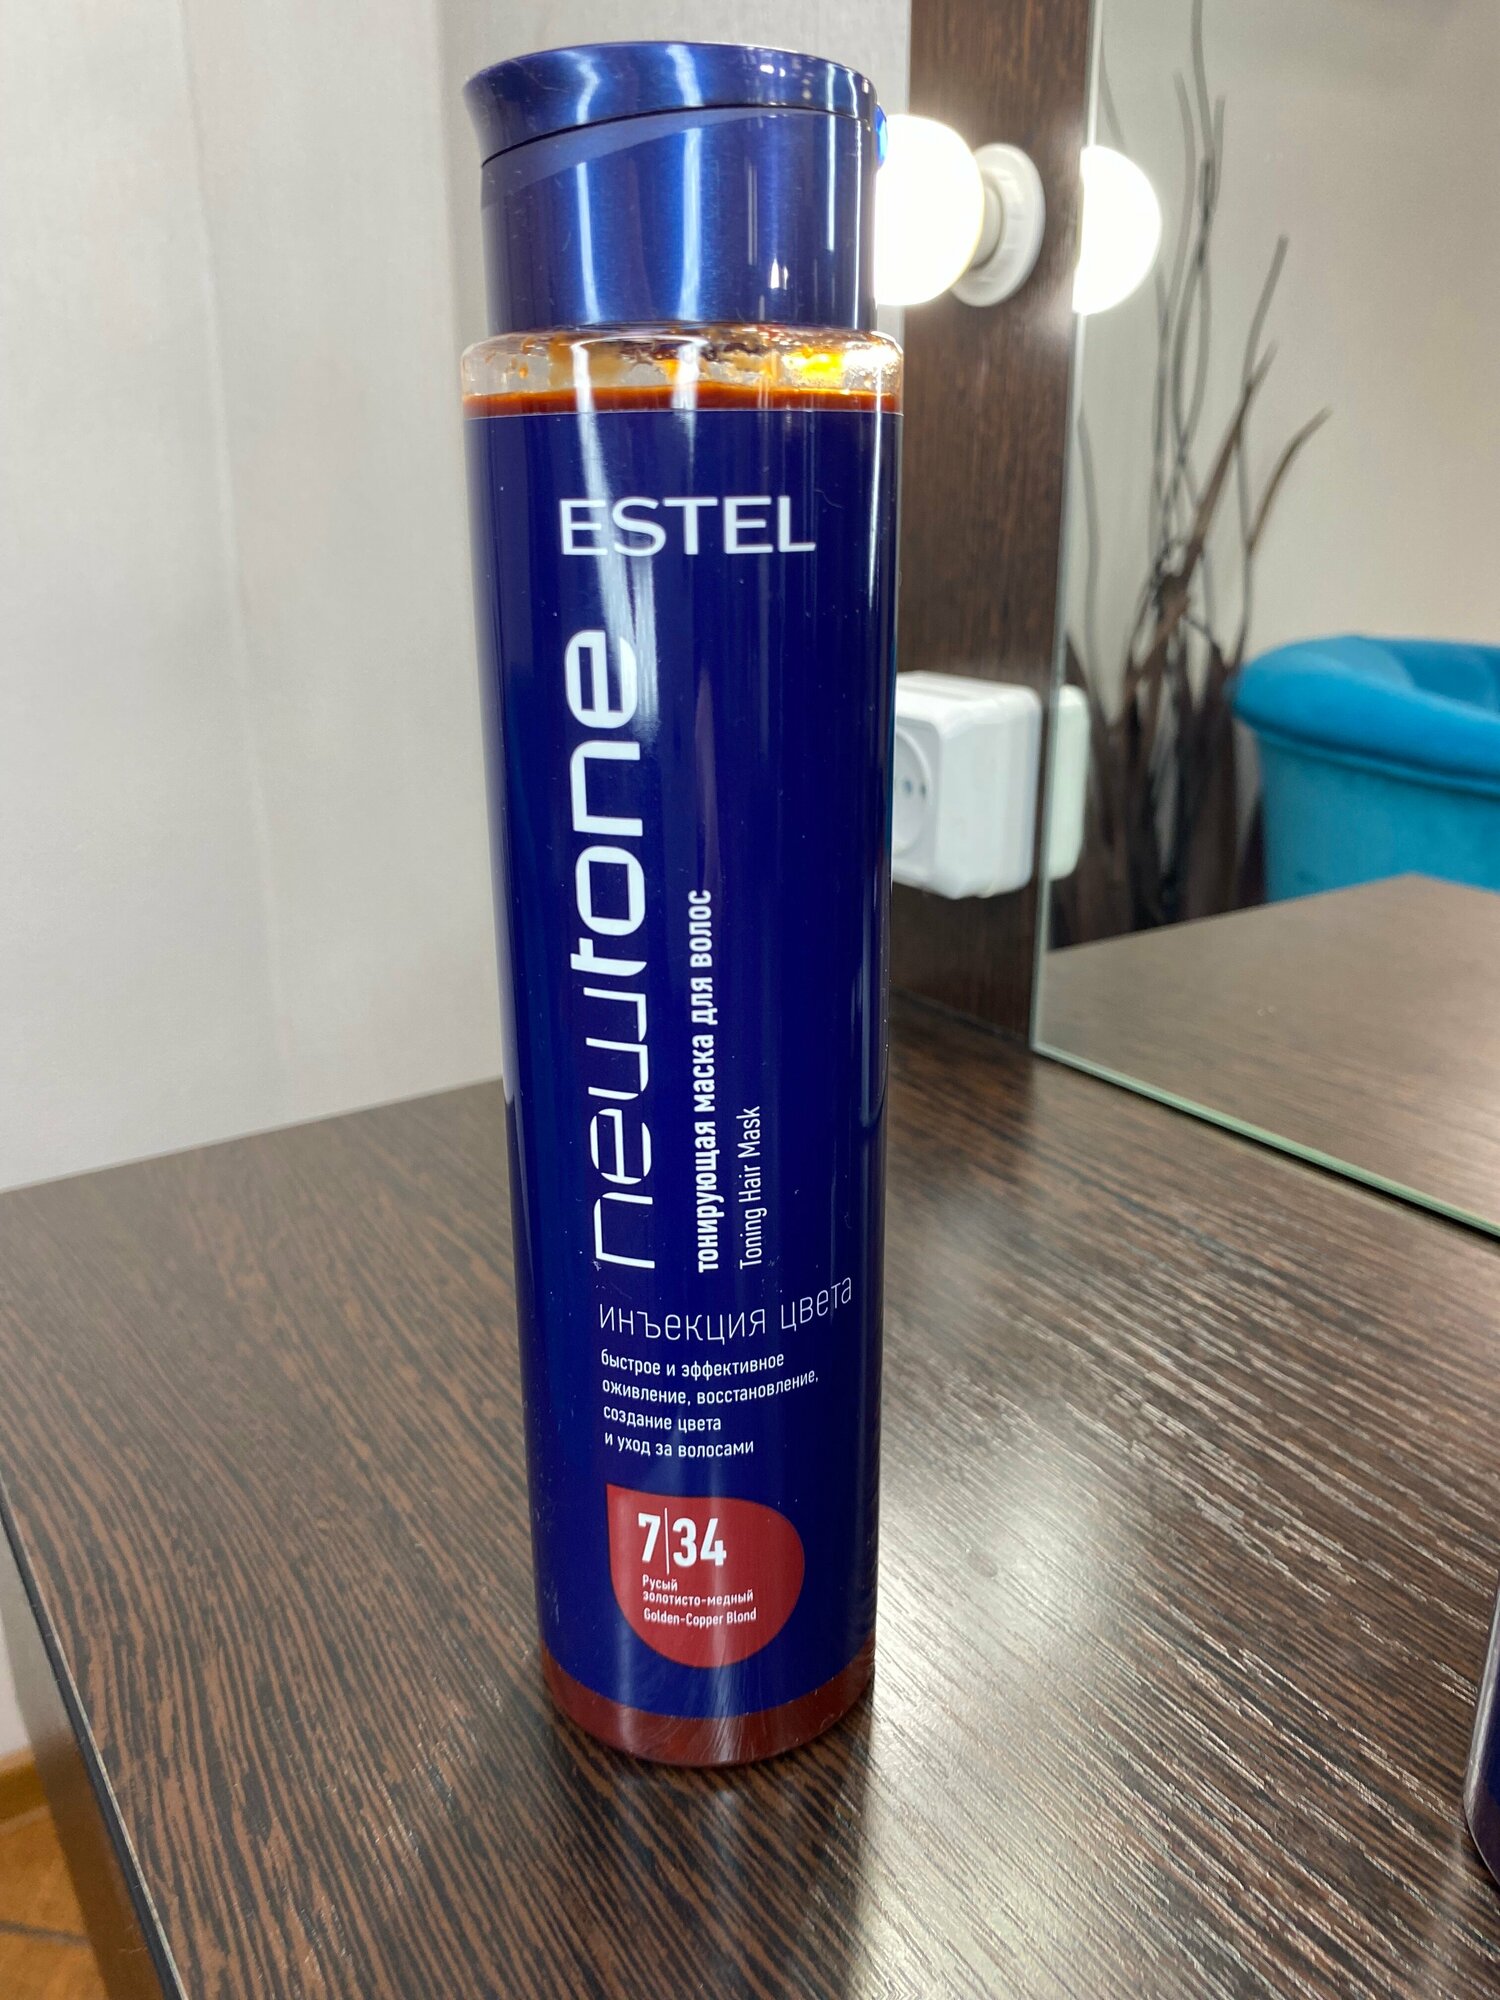 ESTEL
newtone
тонирующая маска для волос
Toning Hair Mask
инъекция цвета
быстрое и эффективное
оживление, восстановление,
создание цвета
и уход за волосами
7|34
Русый
золотисто-медный
Golden-Copper Blond